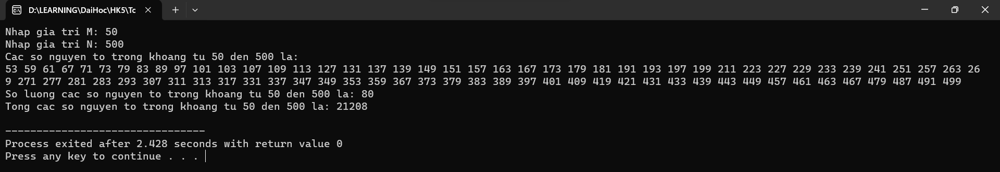 D:\LEARNING\DaiHoc\HK5\Tc
Nhap gia tri M: 50
Nhap gia tri N: 500
Cac so nguyen to trong khoang tu 50 den 500 la:
53 59 61 67 71 73 79 83 89 97 101 103 107 109 113 127 131 137 139 149 151 157 163 167 173 179 181 191 193 197 199 211 223 227 229 233 239 241 251 257 263 26
9 271 277 281 283 293 307 311 313 317 331 337 347 349 353 359 367 373 379 383 389 397 401 409 419 421 431 433 439 443 449 457 461 463 467 479 487 491 499
So luong cac so nguyen to trong khoang tu 50 den 500 la: 80
Tong cac so nguyen to trong khoang tu 50 den 500 la: 21208
--------------------------------
Process exited after 2.428 seconds with return value 0
Press any key to continue . . .